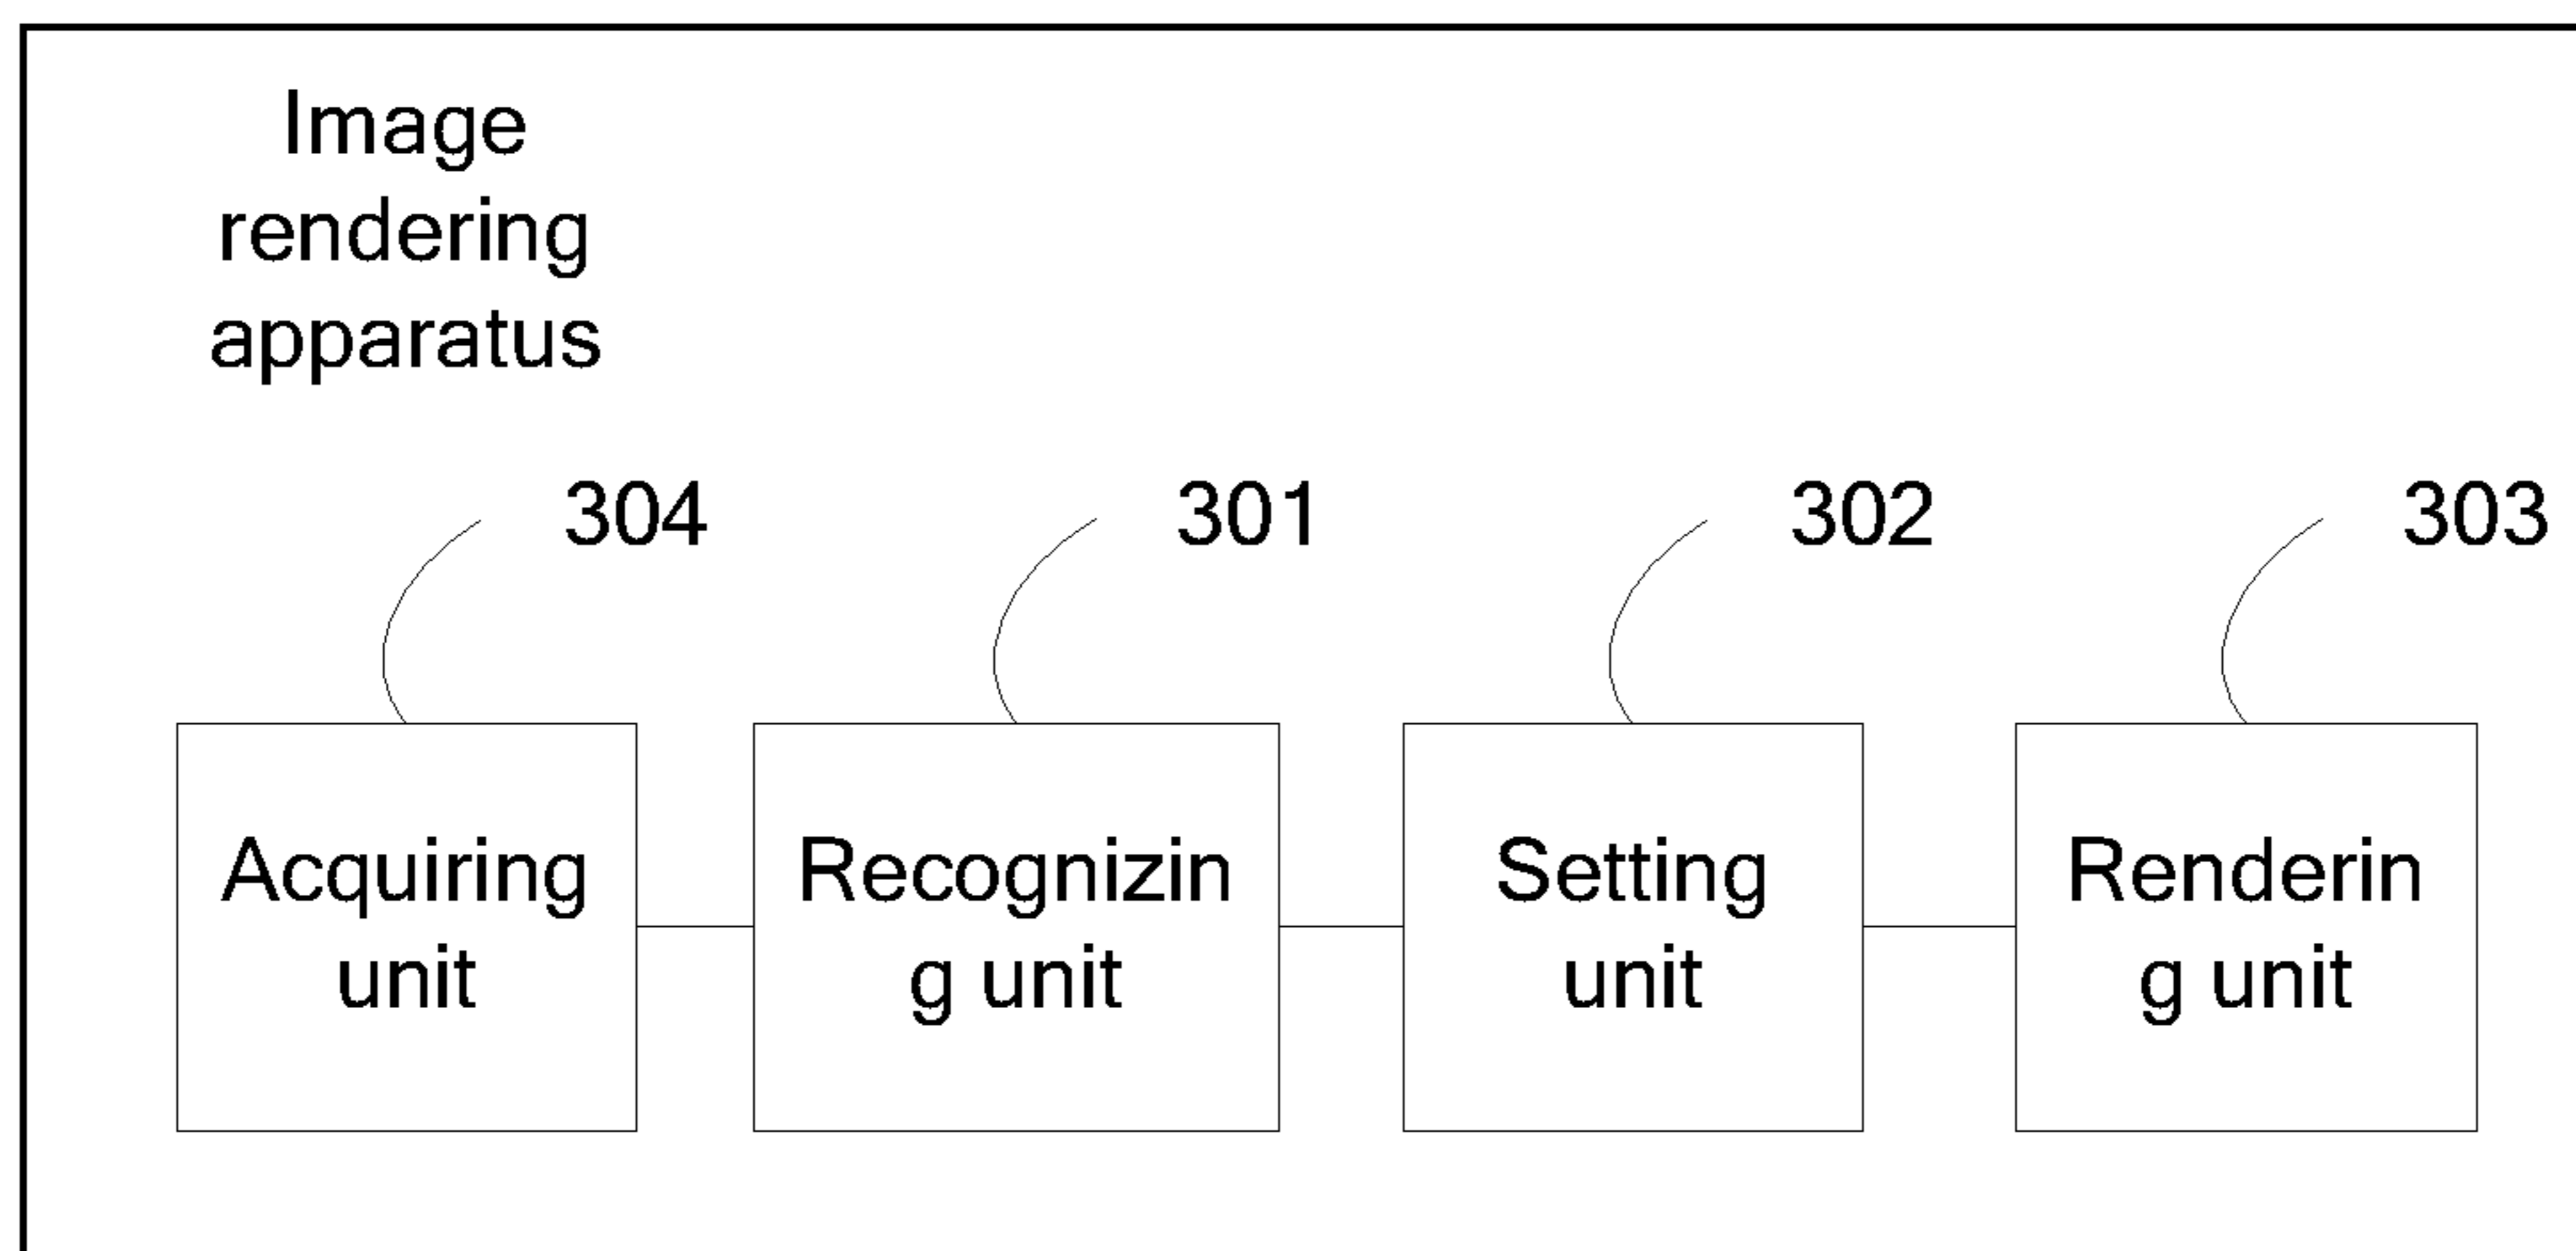 Image
rendering
apparatus
304
301
302
303
Acquiring
unit
Recognizin
g unit
Setting
unit
Renderin
g unit